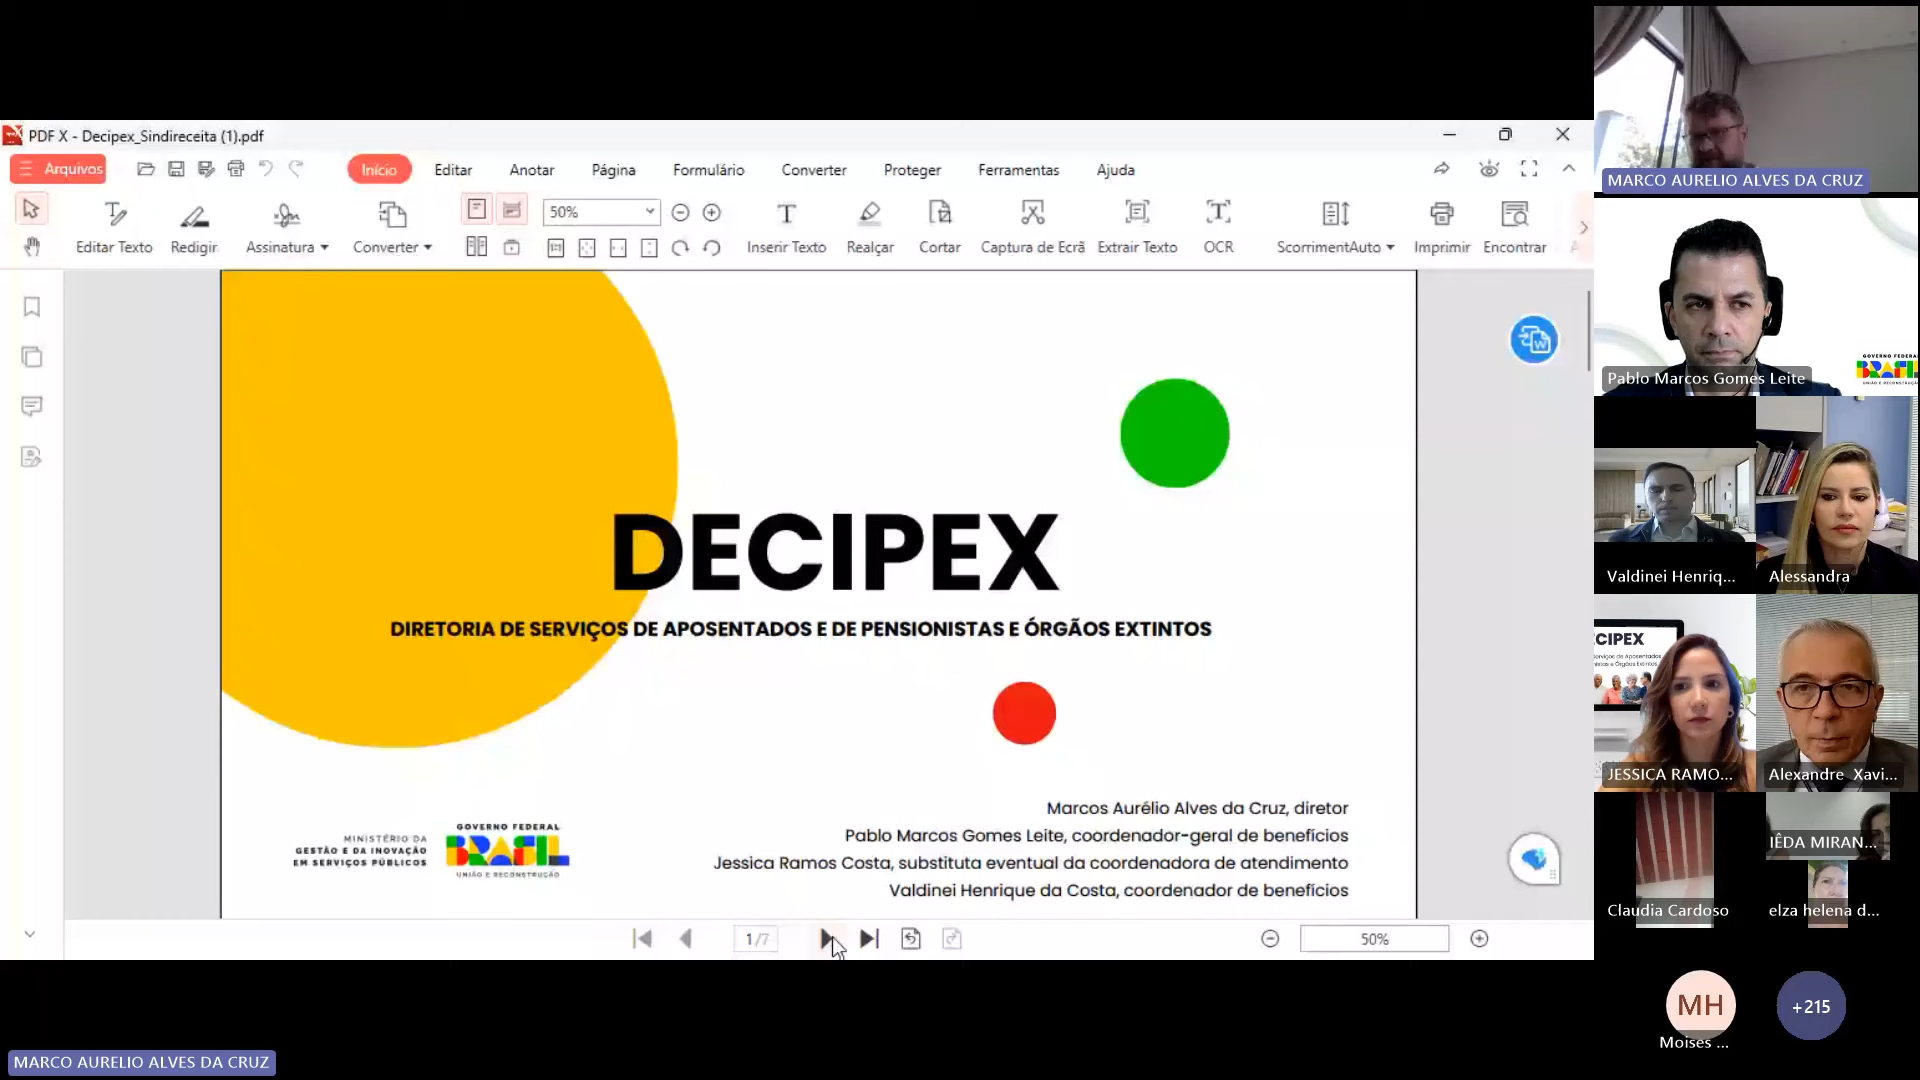 PDF X - Decipex_Sindireceita (1).pdf
Arquivos
Início
Editar
Anotar
Página
Formulário
Converter
Proteger
Ferramentas
Ajuda
50%
Editar Texto
Redigir
Assinatura
Converter
Inserir Texto
Realçar
Cortar
Captura de Ecrã
Extrair Texto
OCR
ScorrimentAuto
Imprimir
Encontrar
DECIPEX
DIRETORIA DE SERVIÇOS DE APOSENTADOS E DE PENSIONISTAS E ÓRGÃOS EXTINTOS
Marcos Aurélio Alves da Cruz, diretor
Pablo Marcos Gomes Leite, coordenador-geral de benefícios
Jessica Ramos Costa, substituta eventual da coordenadora de atendimento
Valdinei Henrique da Costa, coordenador de benefícios
MINISTÉRIO DA
GESTÃO E DA INOVAÇÃO
EM SERVIÇOS PÚBLICOS
GOVERNO FEDERAL
BRASIL
UNIÃO E RECONSTRUÇÃO
1/7
50%
MARCO AURELIO ALVES DA CRUZ
MARCO AURELIO ALVES DA CRUZ
Pablo Marcos Gomes Leite
GOVERNO FEDERAL
BRASIL
Valdinei Henriq...
Alessandra
CIPEX
JESSICA RAMO...
Alexandre Xavi...
Claudia Cardoso
IÊDA MIRAN...
elza helena d...
MH
Moises ...
+215